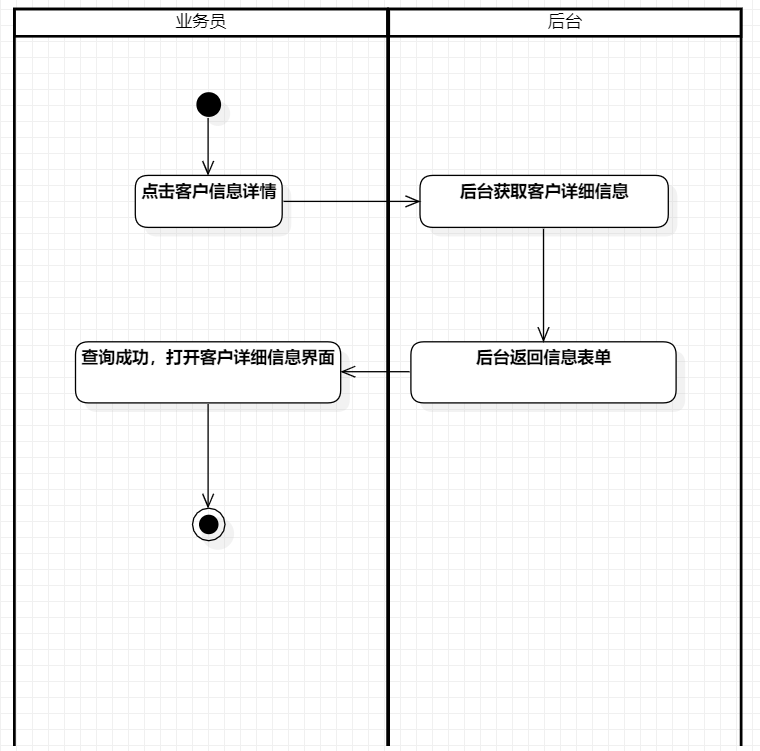 业务员
后台
点击客户信息详情
后台获取客户详细信息
查询成功，打开客户详细信息界面
后台返回信息表单